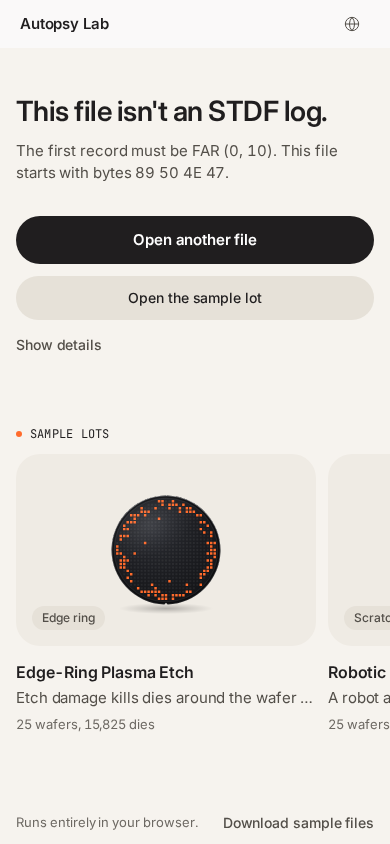 Autopsy Lab
This file isn't an STDF log.
The first record must be FAR (0, 10). This file
starts with bytes 89 50 4E 47.
Open another file
Open the sample lot
Show details
SAMPLE LOTS
Edge ring
Scratc
Edge-Ring Plasma Etch
Robotic
Etch damage kills dies around the wafer ...
A robot a
25 wafers, 15,825 dies
25 wafers
Runs entirely in your browser.
Download sample files